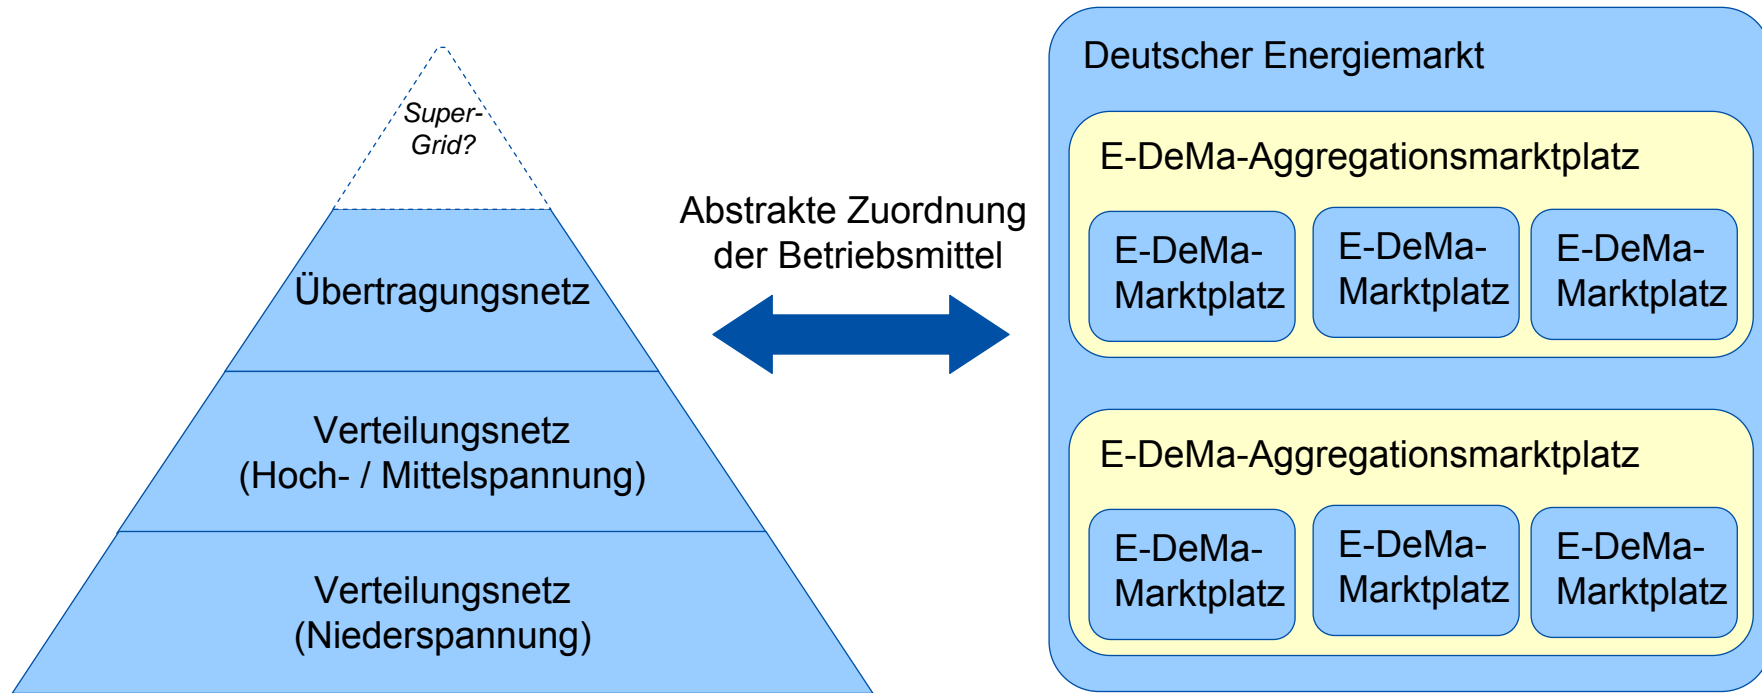 Super-
Grid?
Übertragungsnetz
Verteilungsnetz
(Hoch- / Mittelspannung)
Verteilungsnetz
(Niederspannung)
Abstrakte Zuordnung
der Betriebsmittel
Deutscher Energiemarkt
E-DeMa-Aggregationsmarktplatz
E-DeMa-
Marktplatz
E-DeMa-
Marktplatz
E-DeMa-
Marktplatz
E-DeMa-Aggregationsmarktplatz
E-DeMa-
Marktplatz
E-DeMa-
Marktplatz
E-DeMa-
Marktplatz